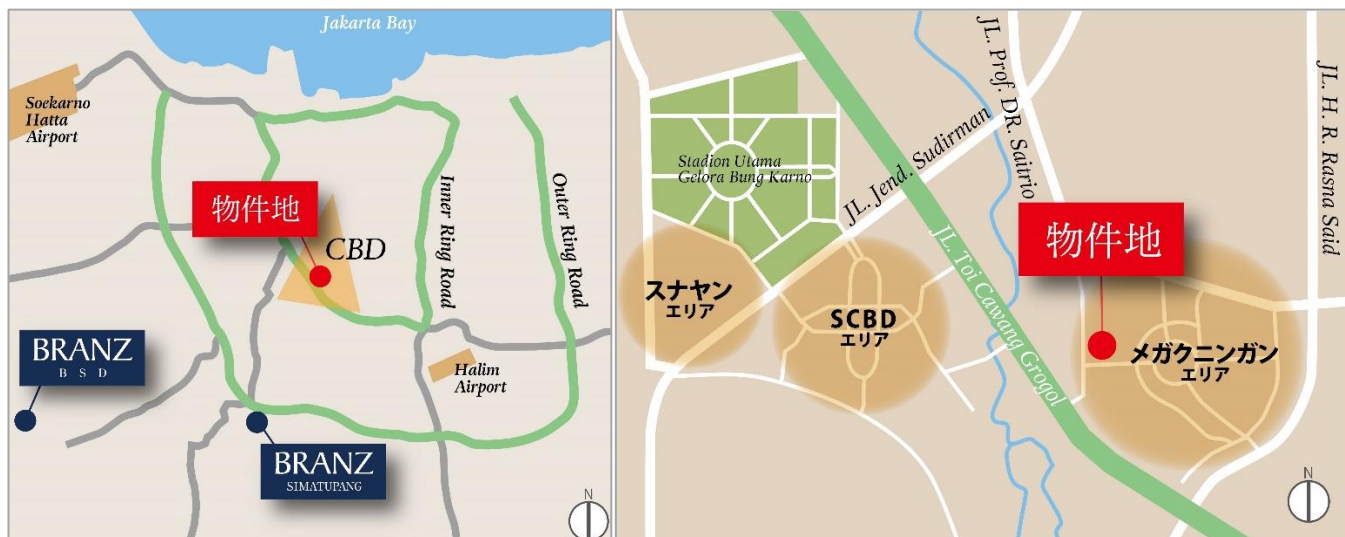 Jakarta Bay
Soekarno
Hatta
Airport
物件地
CBD
Inner Ring Road
Outer Ring Road
BRANZ
BSD
Halim
Airport
BRANZ
SIMATUPANG
N
Stadion Utama
Gelora Bung Karno
JL. Jend. Sudirman
JL. Prof. DR. Saitrio
JL. H. R. Rasna Said
JL. Toi Cawang Grogol
物件地
スナヤン
エリア
SCBD
エリア
メガクニンガン
エリア
N